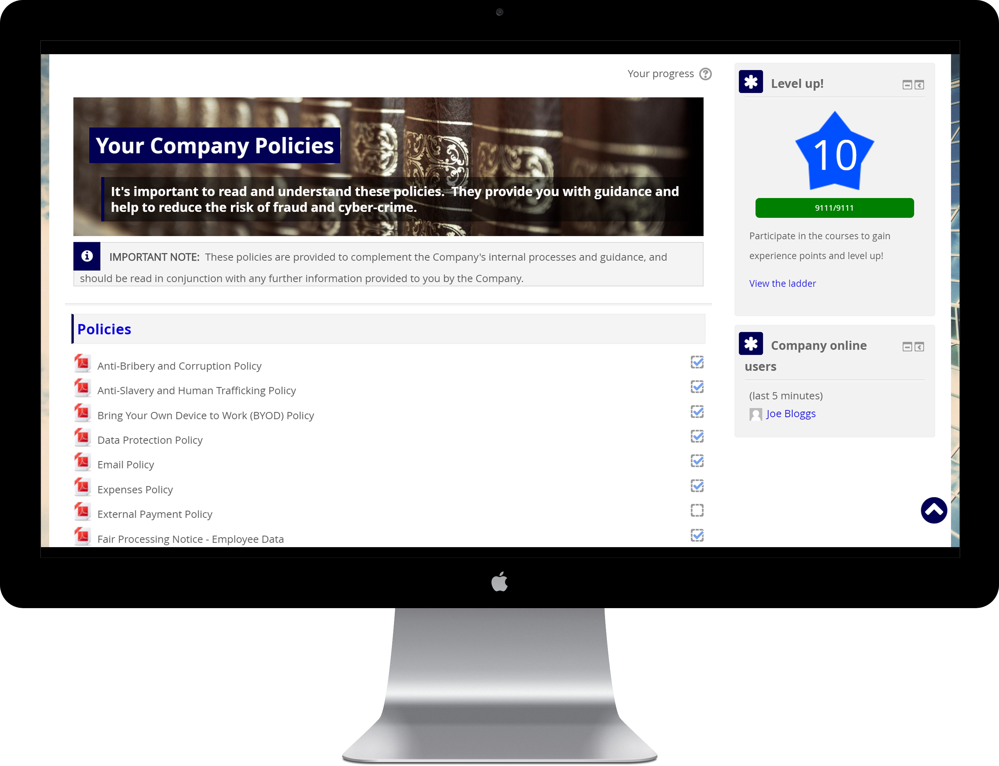 Your progress
Your Company Policies
It's important to read and understand these policies.  They provide you with guidance and
help to reduce the risk of fraud and cyber-crime.
IMPORTANT NOTE:  These policies are provided to complement the Company's internal processes and guidance, and
should be read in conjunction with any further information provided to you by the Company.
Policies
Anti-Bribery and Corruption Policy
Anti-Slavery and Human Trafficking Policy
Bring Your Own Device to Work (BYOD) Policy
Data Protection Policy
Email Policy
Expenses Policy
External Payment Policy
Fair Processing Notice - Employee Data
Level up!
10
9111/9111
Participate in the courses to gain
experience points and level up!
View the ladder
Company online
users
(last 5 minutes)
Joe Bloggs